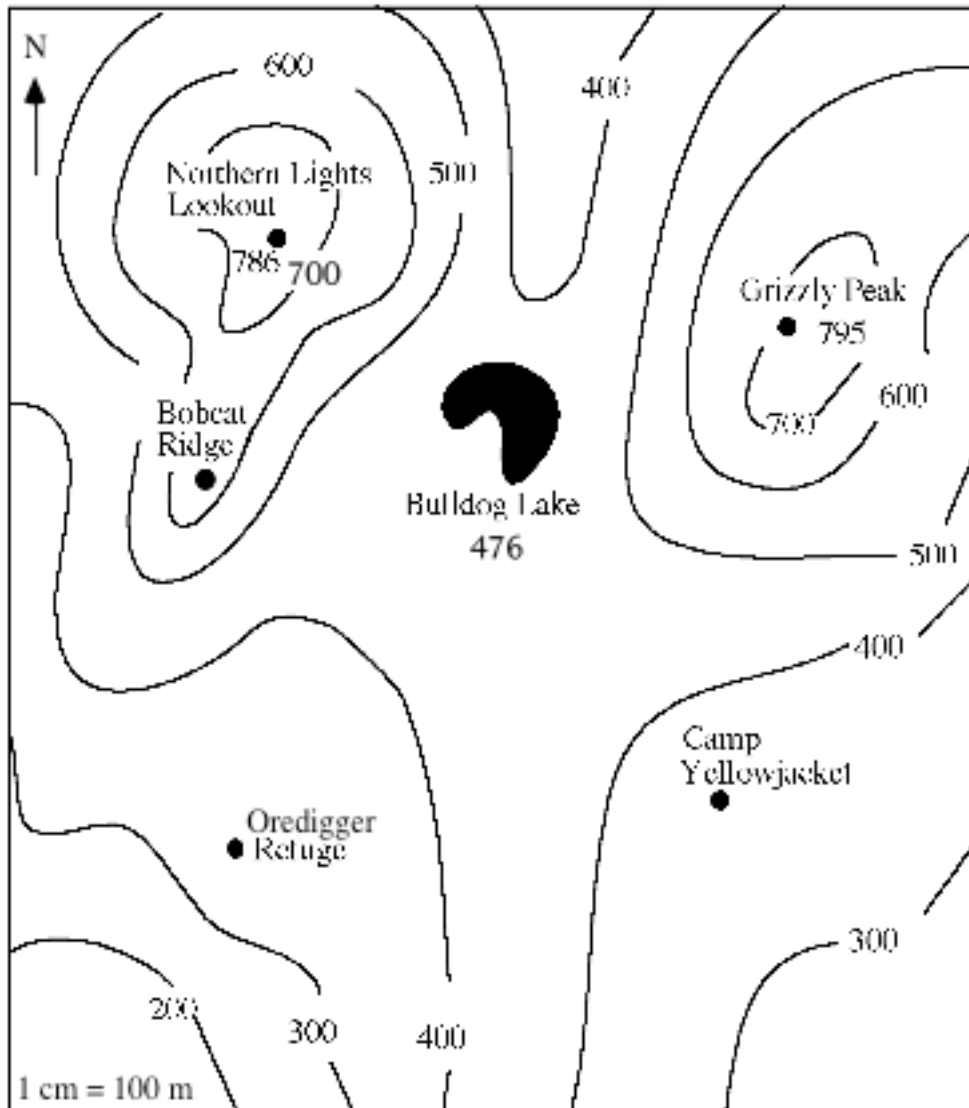 N
600
400
500
Northern Lights
Lookout
786
700
Grizzly Peak
795
600
700
Bobcat
Ridge
Bulldog Lake
476
500
400
Camp
Yellowjacket
Oredigger
Refuge
300
200
300
400
1 cm = 100 m